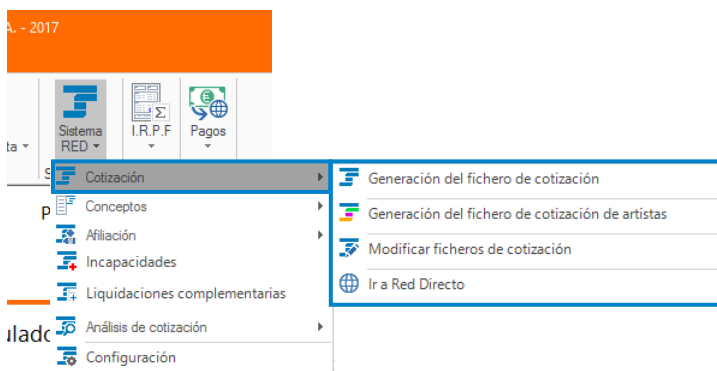 A. - 2017
Sistema
RED
I.R.P.F
Pagos
ta
S
Cotización
Generación del fichero de cotización
P
Conceptos
Generación del fichero de cotización de artistas
Afiliación
Modificar ficheros de cotización
Incapacidades
Ir a Red Directo
Liquidaciones complementarias
ulado
Análisis de cotización
Configuración